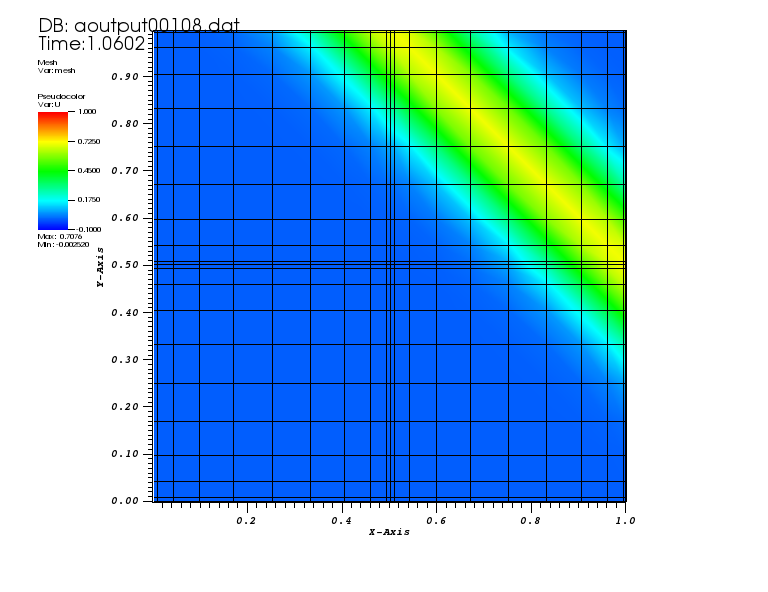 DB: aoutput00108.dat
Time:1.0602
Mesh
Var: mesh
Pseudocolor
Var: U
1.000
0.7250
0.4500
0.1750
-0.1000
Max: 0.7076
Min: -0.002520
0.90
0.80
0.70
0.60
0.50
0.40
0.30
0.20
0.10
0.00
Y-Axis
0.2 0.4 0.6 0.8 1.0
X-Axis